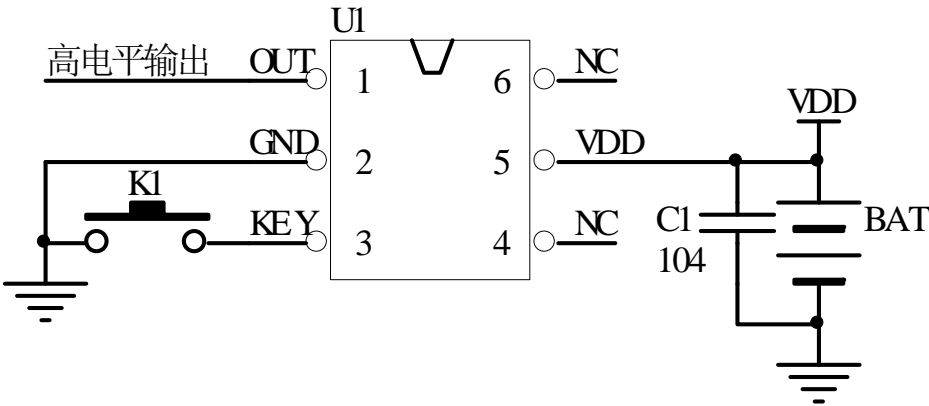 U1
高电平输出 OUT 1 6 NC
VDD
GND 2 5 VDD
K1
KEY 3 4 NC
C1 BAT
104